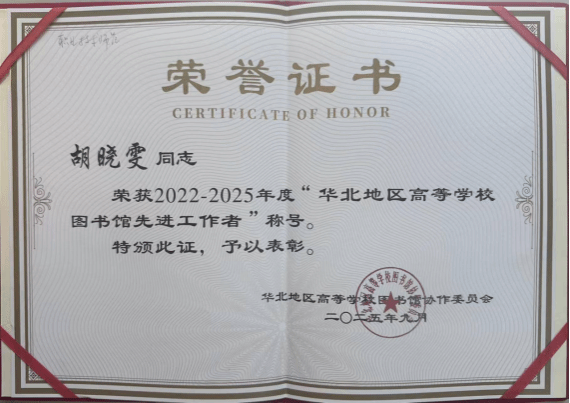 荣誉证书
CERTIFICATE OF HONOR
胡晓雯 同志
荣获2022-2025年度“华北地区高等学校
图书馆先进工作者”称号。
特颁此证，予以表彰。
华北地区高等学校图书馆协作委员会
二〇二五年九月